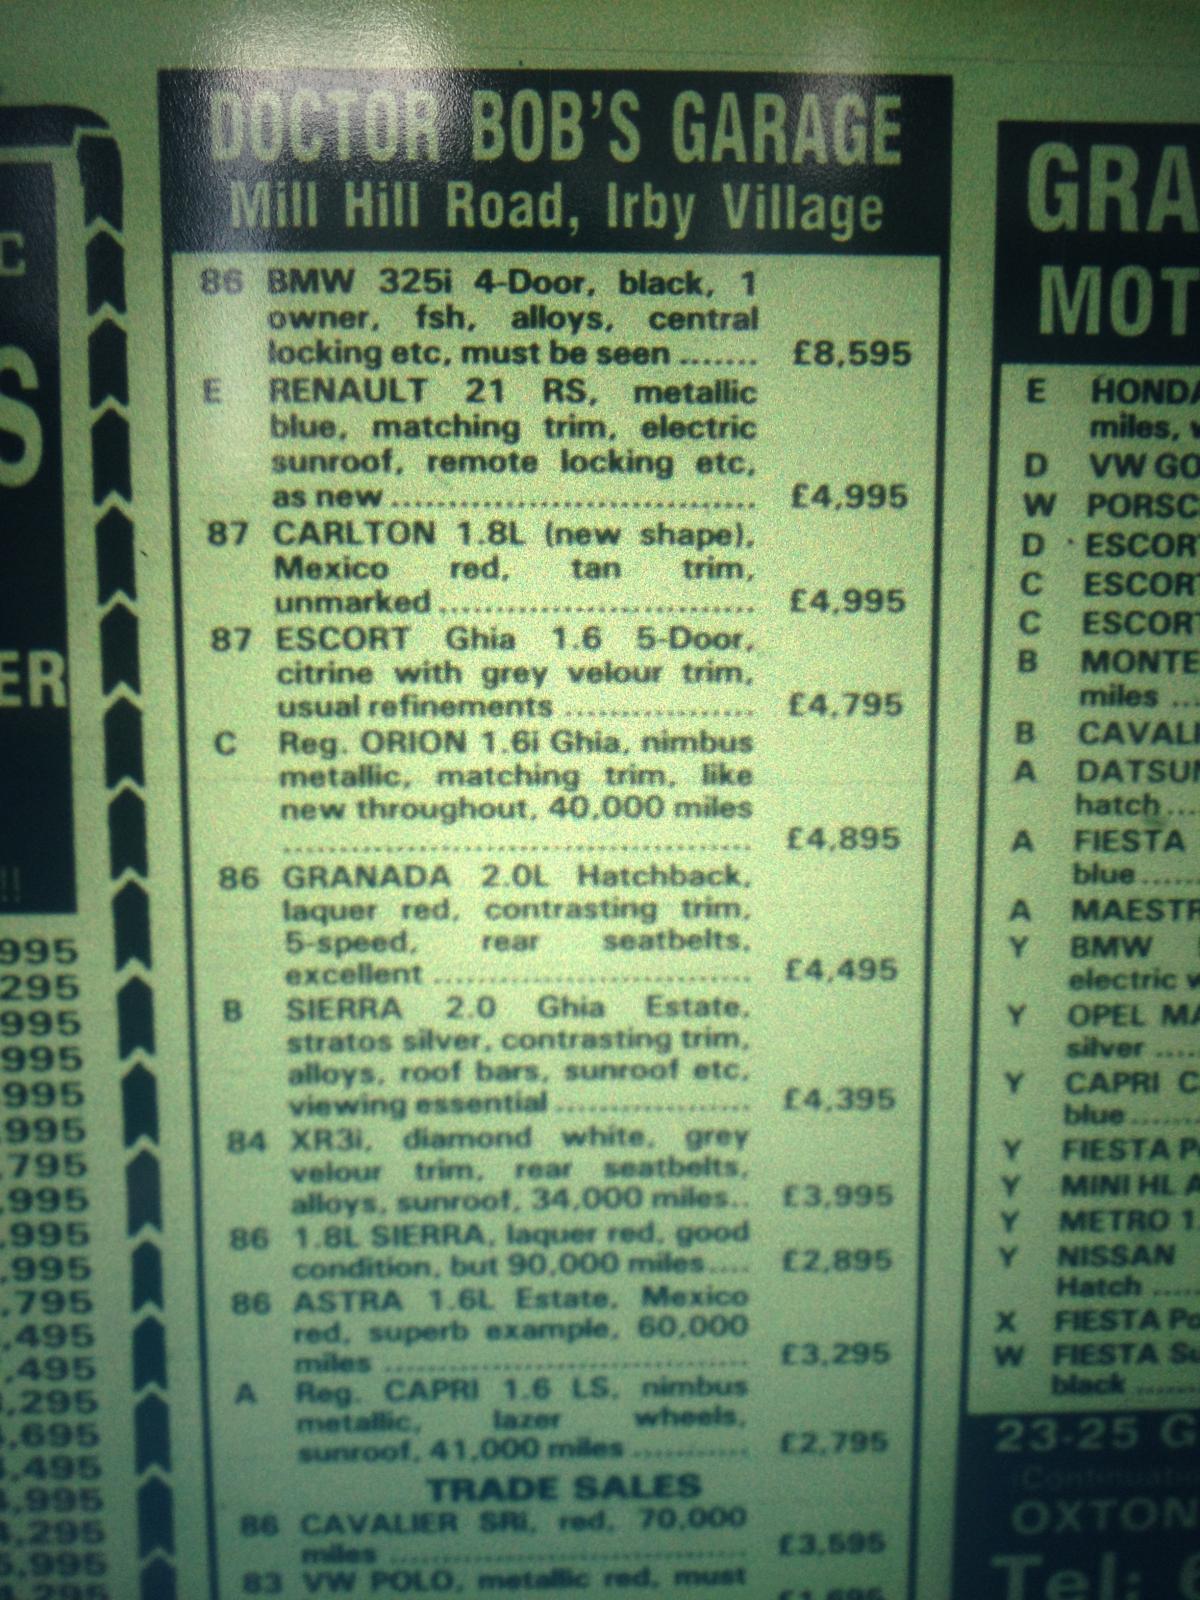 DOCTOR BOB'S GARAGE
Mill Hill Road, Irby Village
86 BMW 325i 4-Door, black, 1
owner, fsh, alloys, central
locking etc, must be seen ....... £8,595
E RENAULT 21 RS, metallic
blue, matching trim, electric
sunroof, remote locking etc,
as new .................................. £4,995
87 CARLTON 1.8L (new shape),
Mexico red, tan trim,
unmarked .............................. £4,995
87 ESCORT Ghia 1.6 5-Door,
citrine with grey velour trim,
usual refinements .................. £4,795
C Reg. ORION 1.6i Ghia, nimbus
metallic, matching trim, like
new throughout, 40,000 miles
............................................. £4,895
86 GRANADA 2.0L Hatchback,
laquer red, contrasting trim,
5-speed, rear seatbelts,
excellent ............................... £4,495
B SIERRA 2.0 Ghia Estate,
stratos silver, contrasting trim,
alloys, roof bars, sunroof etc,
viewing essential ................... £4,395
84 XR3i, diamond white, grey
velour trim, rear seatbelts,
alloys, sunroof, 34,000 miles.. £3,995
86 1.8L SIERRA, laquer red, good
condition, but 90,000 miles.... £2,895
86 ASTRA 1.6L Estate, Mexico
red, superb example, 60,000
miles .................................... £3,295
A Reg. CAPRI 1.6 LS, nimbus
metallic, lazer wheels,
sunroof, 41,000 miles ........... £2,795
TRADE SALES
86 CAVALIER SRi, red, 70,000
miles .................................... £3,595
83 VW POLO, metallic red, must
£1,695
C
S
ER
!!
995
295
995
995
995
995
,795
,995
,995
,995
,795
,495
,495
,295
,695
,495
,995
,295
,995
,295
GRA
MOT
E HONDA
miles,
D VW GO
W PORSC
D ESCORT
C ESCORT
C ESCORT
B MONTE
miles ...
B CAVALI
A DATSUN
hatch ...
A FIESTA
blue ......
A MAESTR
Y BMW
electric w
Y OPEL MA
silver ....
Y CAPRI C
blue ......
Y FIESTA Po
Y MINI HL A
Y METRO 1
Y NISSAN
Hatch .....
X FIESTA Po
W FIESTA Su
black ......
23-25 G
(Continuat
OXTON
Tel: 6